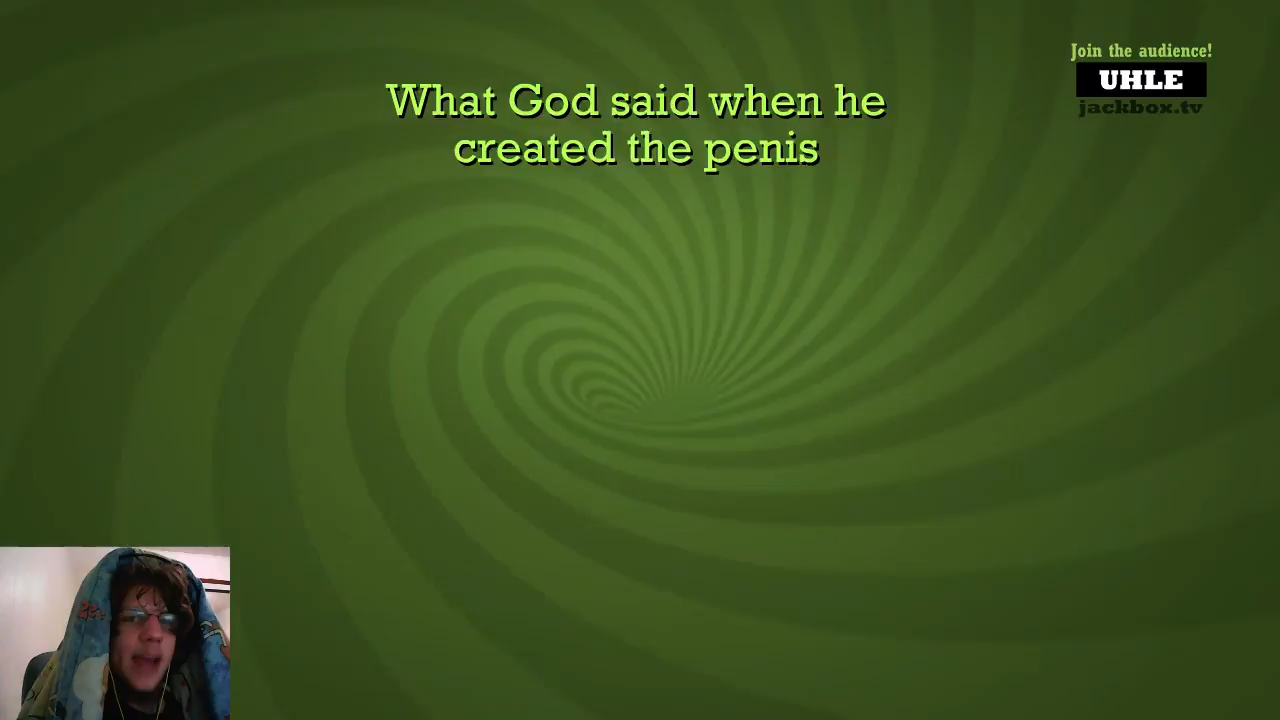 Join the audience!
UHLE
jackbox.tv
What God said when he
created the penis